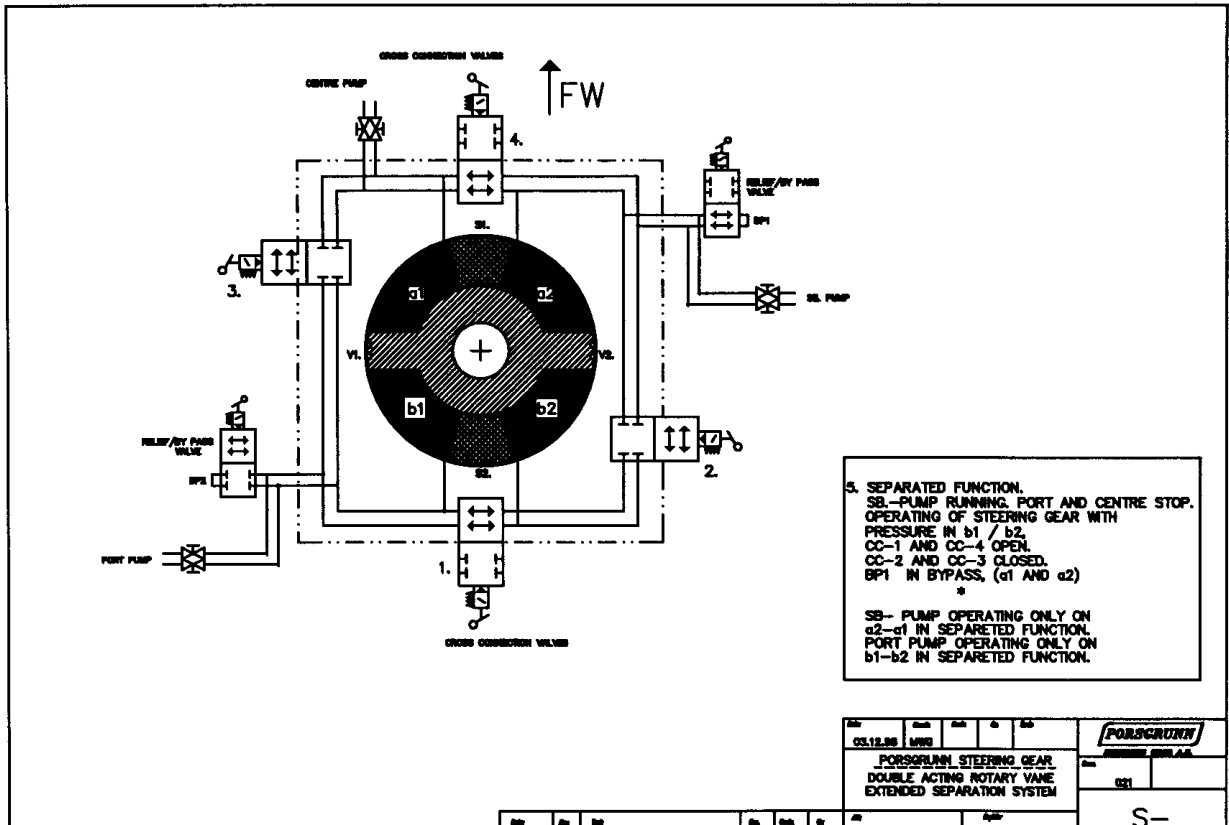 CROSS CONNECTION VALVES
CENTRE PUMP
FW
4.
RELIEF/BY PASS
VALVE
BP1
S1.
3.
a1
a2
SB. PUMP
V1.
V2.
b1
b2
RELIEF/BY PASS
VALVE
BP2
S2.
2.
PORT PUMP
1.
CROSS CONNECTION VALVES
5. SEPARATED FUNCTION.
SB.-PUMP RUNNING. PORT AND CENTRE STOP.
OPERATING OF STEERING GEAR WITH
PRESSURE IN b1 / b2,
CC-1 AND CC-4 OPEN.
CC-2 AND CC-3 CLOSED.
BP1 IN BYPASS, (a1 AND a2)
*
SB- PUMP OPERATING ONLY ON
a2-a1 IN SEPARETED FUNCTION.
PORT PUMP OPERATING ONLY ON
b1-b2 IN SEPARETED FUNCTION.
PORSGRUNN
PORSGRUNN STEERING GEAR
DOUBLE ACTING ROTARY VANE
EXTENDED SEPARATION SYSTEM
021
S-